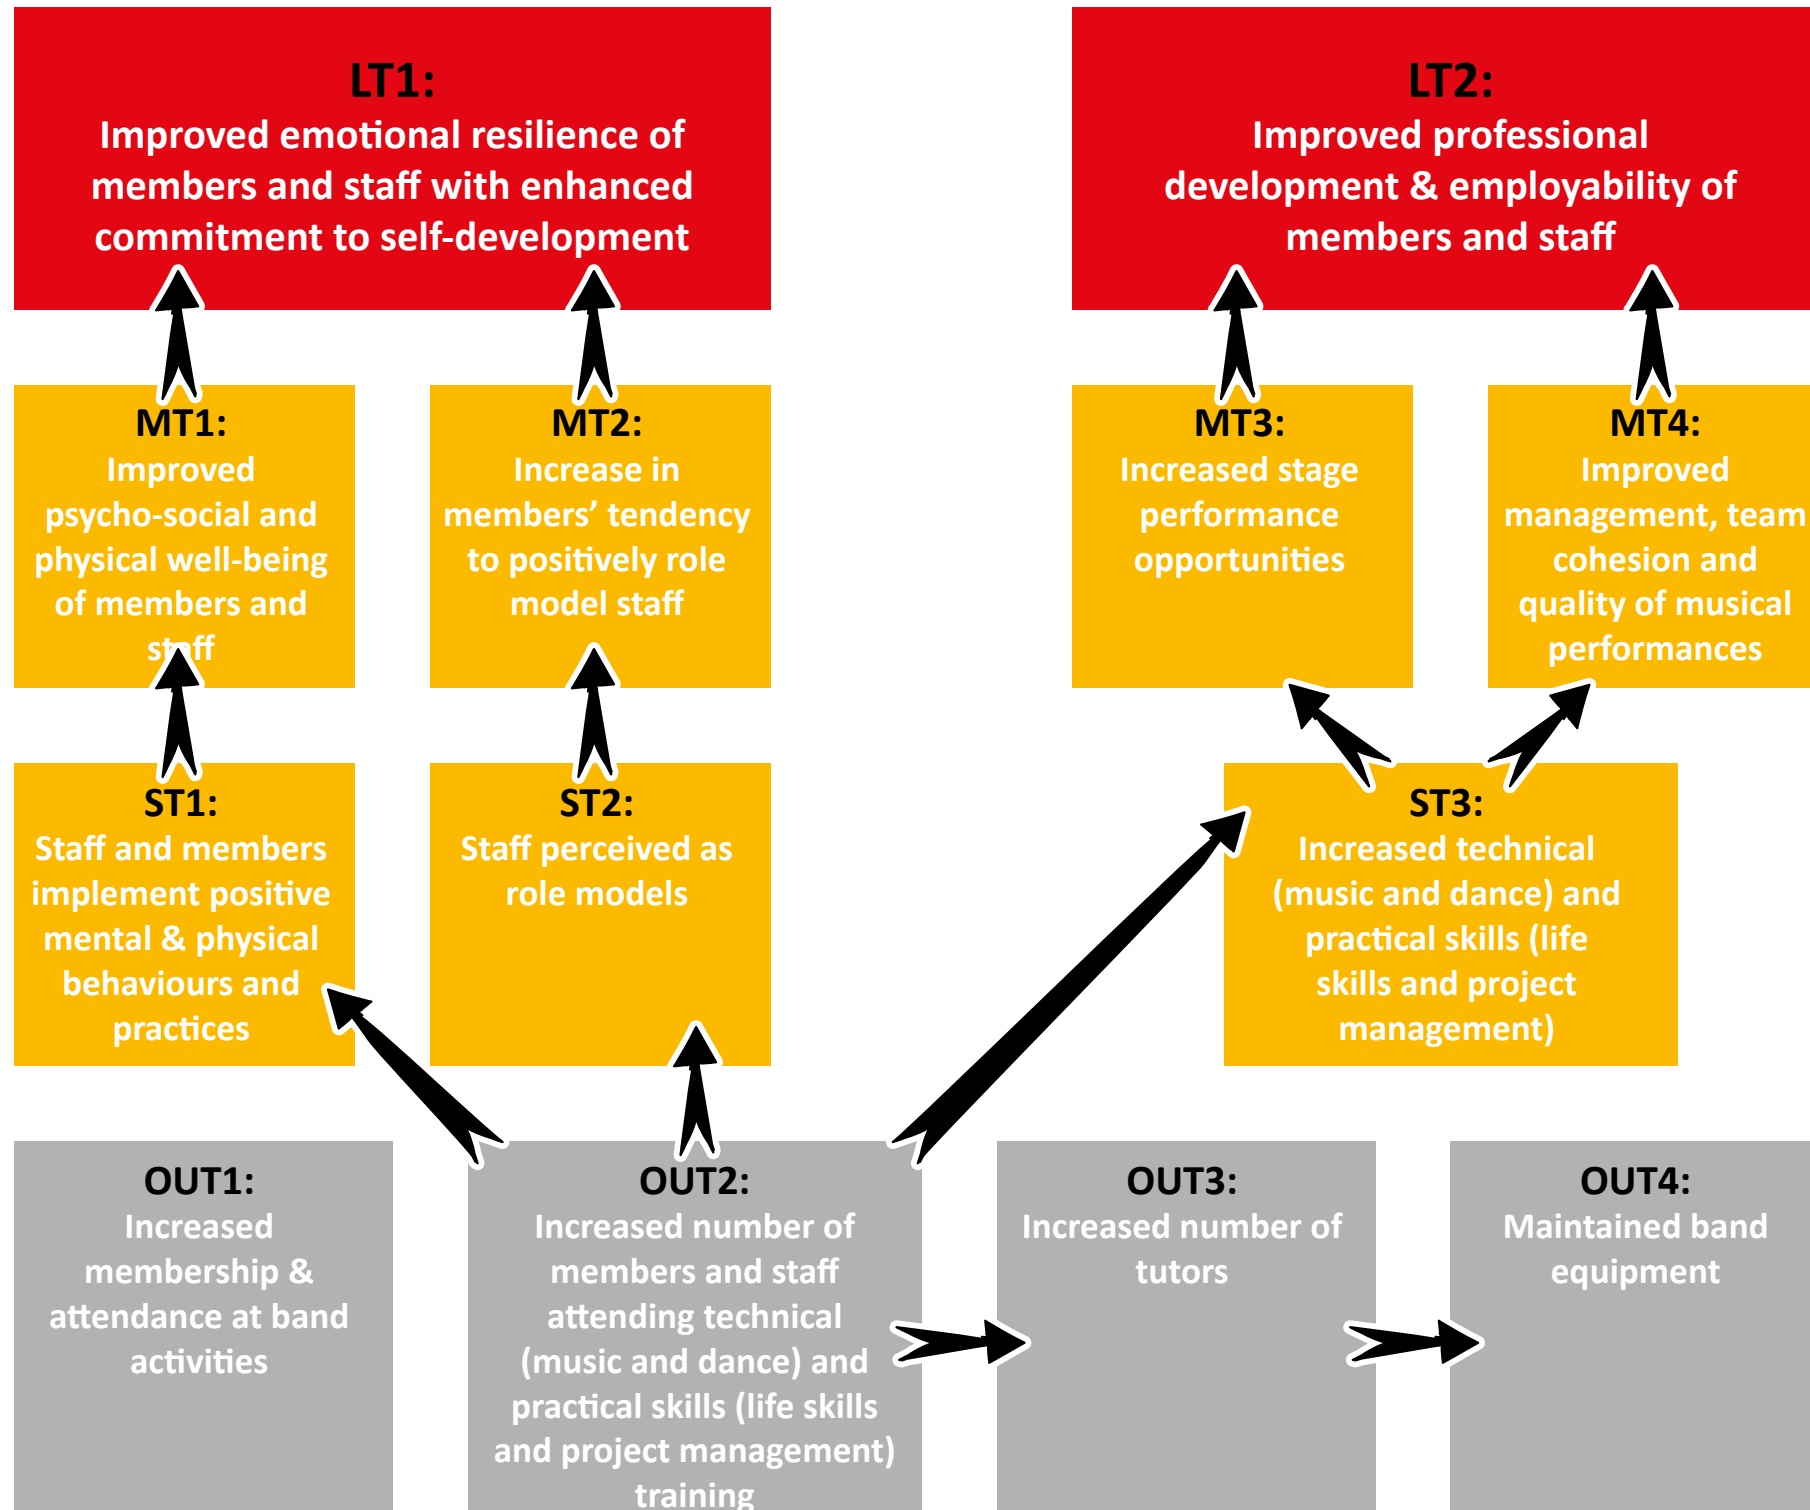 LT1:
Improved emotional resilience of
members and staff with enhanced
commitment to self-development
LT2:
Improved professional
development & employability of
members and staff
MT1:
Improved
psycho-social and
physical well-being
of members and
staff
MT2:
Increase in
members’ tendency
to positively role
model staff
MT3:
Increased stage
performance
opportunities
MT4:
Improved
management, team
cohesion and
quality of musical
performances
ST1:
Staff and members
implement positive
mental & physical
behaviours and
practices
ST2:
Staff perceived as
role models
ST3:
Increased technical
(music and dance) and
practical skills (life
skills and project
management)
OUT1:
Increased
membership &
attendance at band
activities
OUT2:
Increased number of
members and staff
attending technical
(music and dance) and
practical skills (life skills
and project management)
training
OUT3:
Increased number of
tutors
OUT4:
Maintained band
equipment